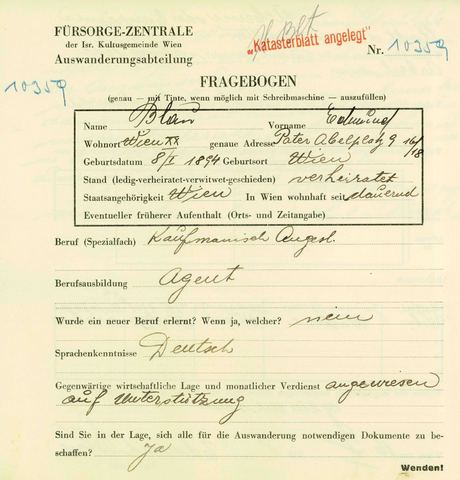 FÜRSORGE-ZENTRALE
der Isr. Kultusgemeinde Wien
Auswanderungsabteilung
„Katasterblatt angelegt"
Nr. 10359
10359
FRAGEBOGEN
(genau — mit Tinte, wenn möglich mit Schreibmaschine — auszufüllen)
Name Blau Vorname Edmund
Wohnort Wien XX genaue Adresse Pater Abelplatz 9 16/18
Geburtsdatum 8/I 1894 Geburtsort Wien
Stand (ledig-verheiratet-verwitwet-geschieden) verheiratet
Staatsangehörigkeit Wien In Wien wohnhaft seit dauernd
Eventueller früherer Aufenthalt (Orts- und Zeitangabe)
Beruf (Spezialfach) Kaufmanisch Angest.
Berufsausbildung Agent
Wurde ein neuer Beruf erlernt? Wenn ja, welcher? nein
Sprachenkenntnisse Deutsch
Gegenwärtige wirtschaftliche Lage und monatlicher Verdienst angewiesen
auf Unterstützung
Sind Sie in der Lage, sich alle für die Auswanderung notwendigen Dokumente zu be-
schaffen? Ja
Wenden!